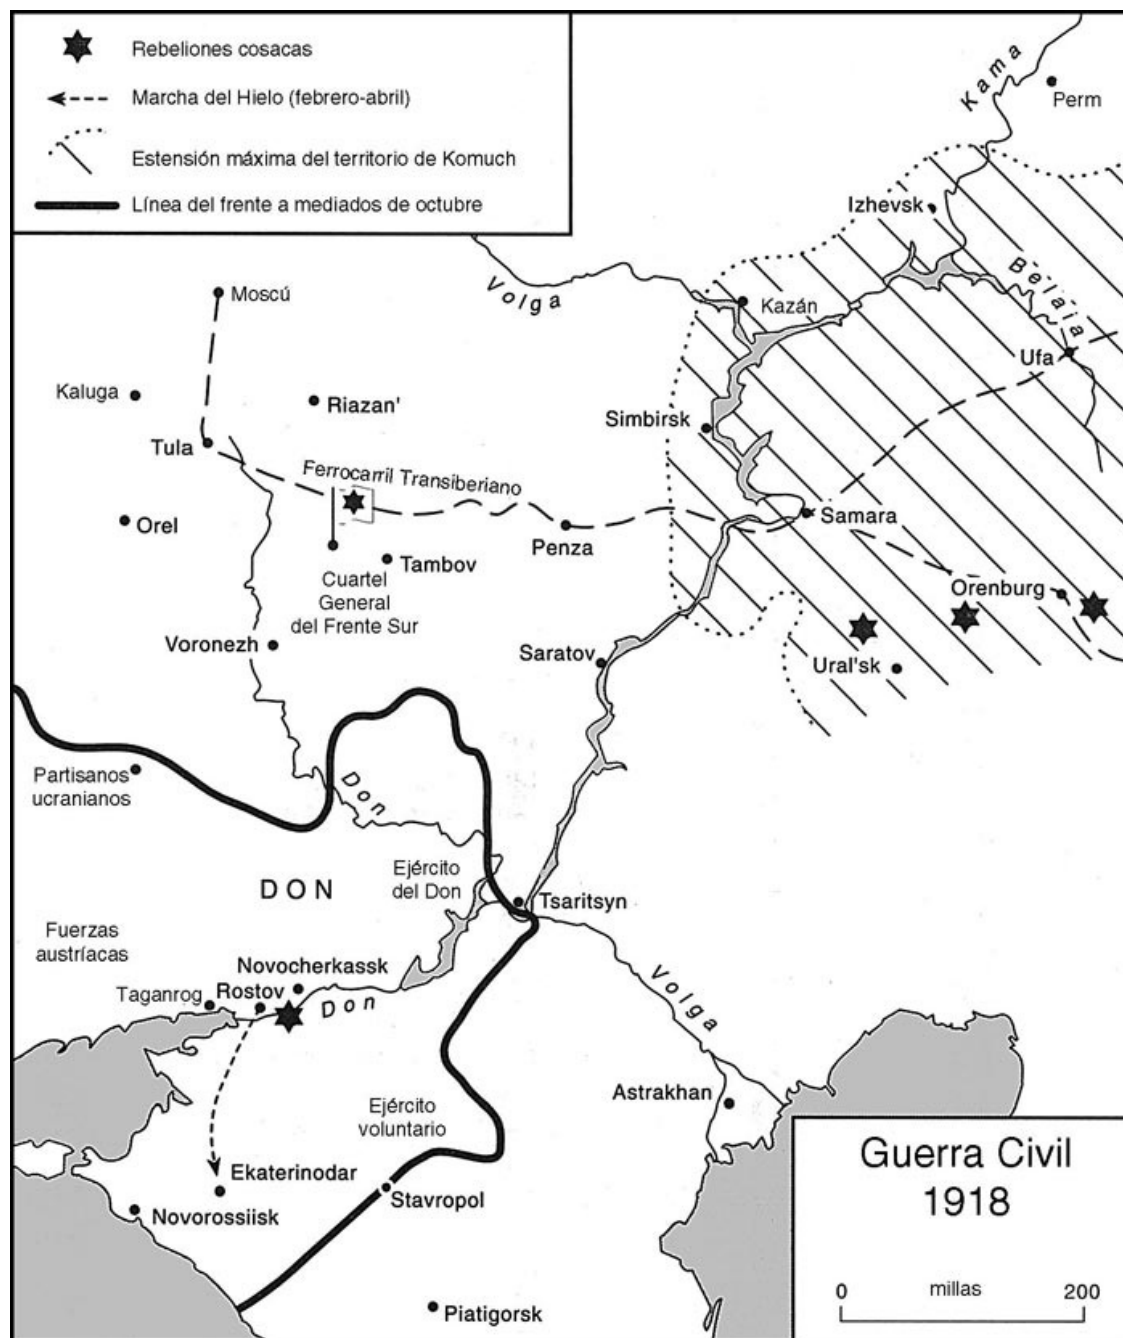 Rebeliones cosacas
Marcha del Hielo (febrero-abril)
Estensión máxima del territorio de Komuch
Línea del frente a mediados de octubre
Kama
Perm
Izhevsk
Volga
Belaia
Moscú
Kazán
Ufa
Kaluga
Riazan'
Simbirsk
Tula
Ferrocarril Transiberiano
Orel
Penza
Samara
Tambov
Cuartel
General
del Frente Sur
Orenburg
Voronezh
Saratov
Ural'sk
Partisanos
ucranianos
Don
DON
Ejército
del Don
Tsaritsyn
Fuerzas
austríacas
Novocherkassk
Taganrog
Rostov
Don
Volga
Astrakhan
Ejército
voluntario
Ekaterinodar
Stavropol
Novorossiisk
Piatigorsk
Guerra Civil
1918
0 millas 200